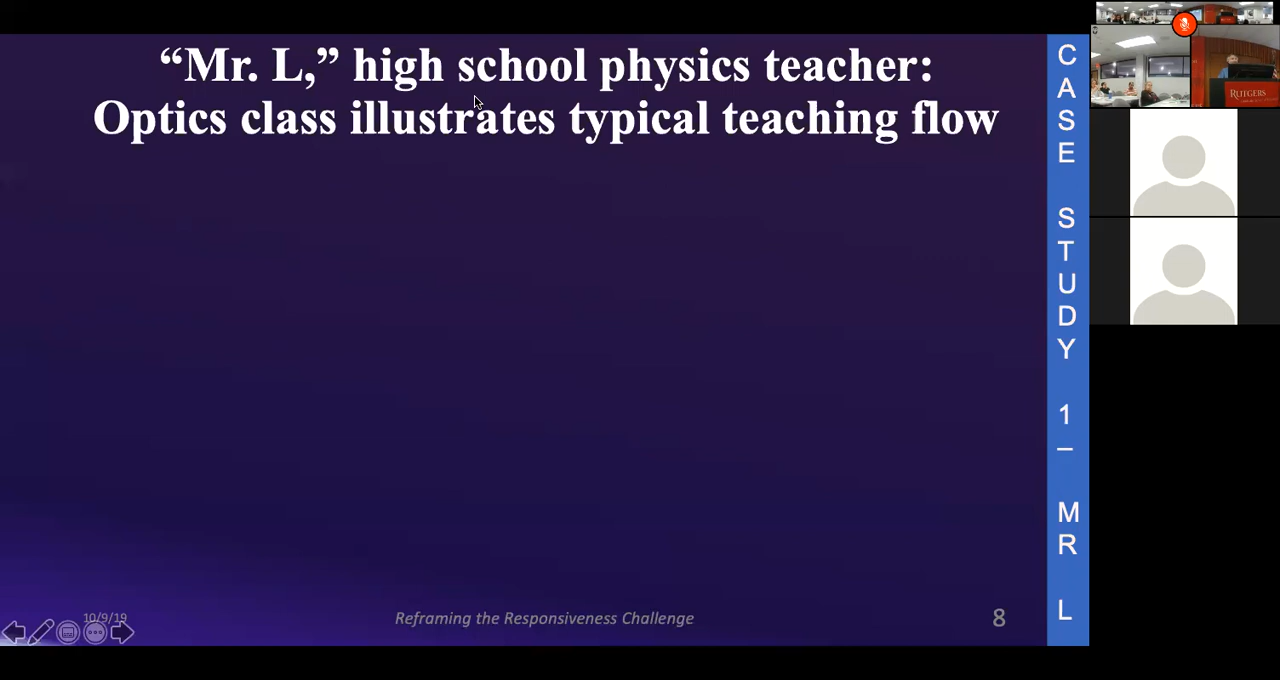 “Mr. L,” high school physics teacher:
Optics class illustrates typical teaching flow
CASE STUDY 1 – MR L
10/9/19
Reframing the Responsiveness Challenge
8
RUTGERS